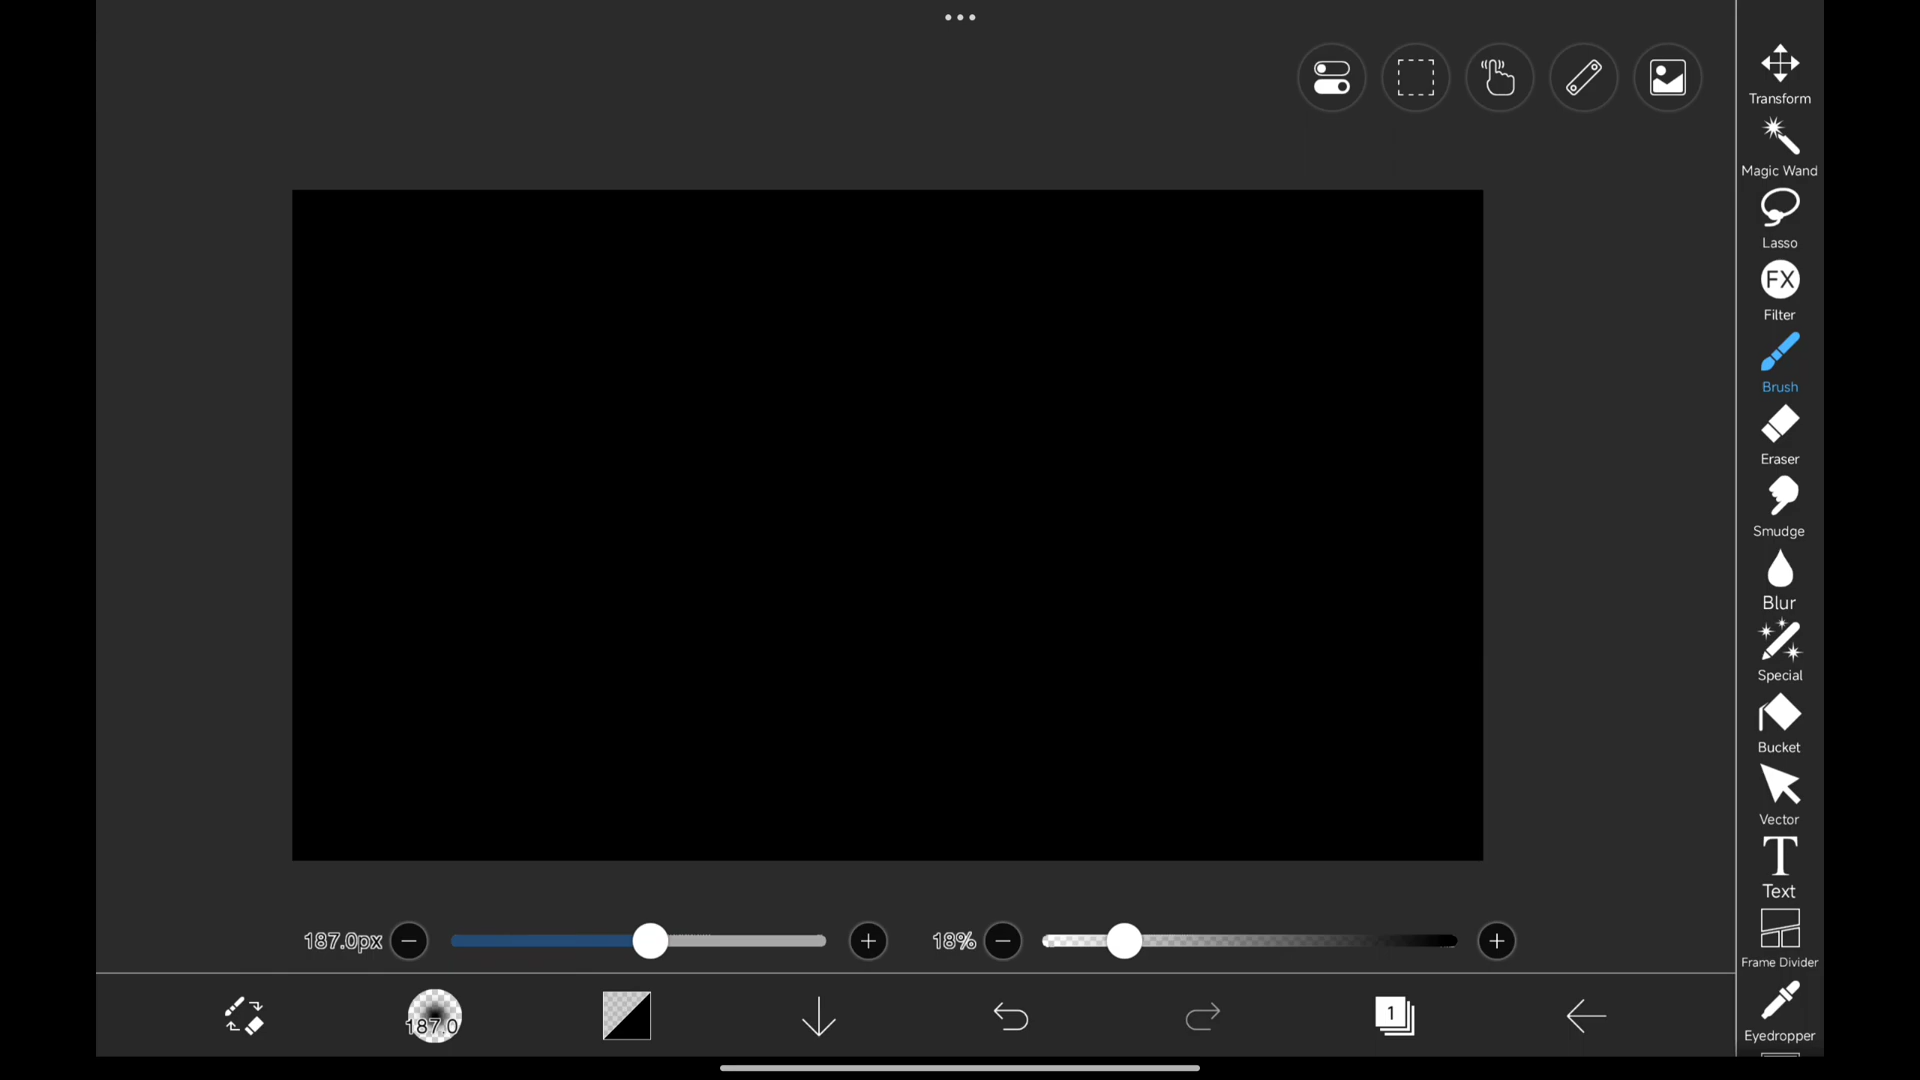 Transform
Magic Wand
Lasso
FX
Filter
Brush
Eraser
Smudge
Blur
Special
Bucket
Vector
T
Text
Frame Divider
Eyedropper
187.0px
18%
187.0
1